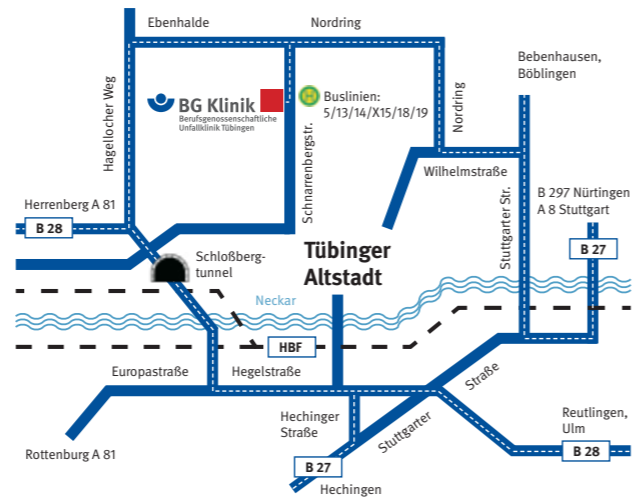 Ebenhalde
Nordring
Bebenhausen,
Böblingen
Hagellocher Weg
BG Klinik
Berufsgenossenschaftliche
Unfallklinik Tübingen
H
Buslinien:
5/13/14/X15/18/19
Nordring
Schnarrenbergstr.
Wilhelmstraße
Herrenberg A 81
B 28
Stuttgarter Str.
B 297 Nürtingen
A 8 Stuttgart
B 27
Schloßberg-
tunnel
Tübinger
Altstadt
Neckar
HBF
Europastraße
Hegelstraße
Hechinger
Straße
Stuttgarter
Straße
Reutlingen,
Ulm
B 28
Rottenburg A 81
B 27
Hechingen